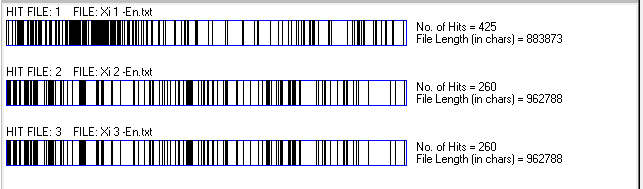 HIT FILE: 1 FILE: Xi 1 -En.txt
No. of Hits = 425
File Length (in chars) = 883873
HIT FILE: 2 FILE: Xi 2 -En.txt
No. of Hits = 260
File Length (in chars) = 962788
HIT FILE: 3 FILE: Xi 3 -En.txt
No. of Hits = 260
File Length (in chars) = 962788